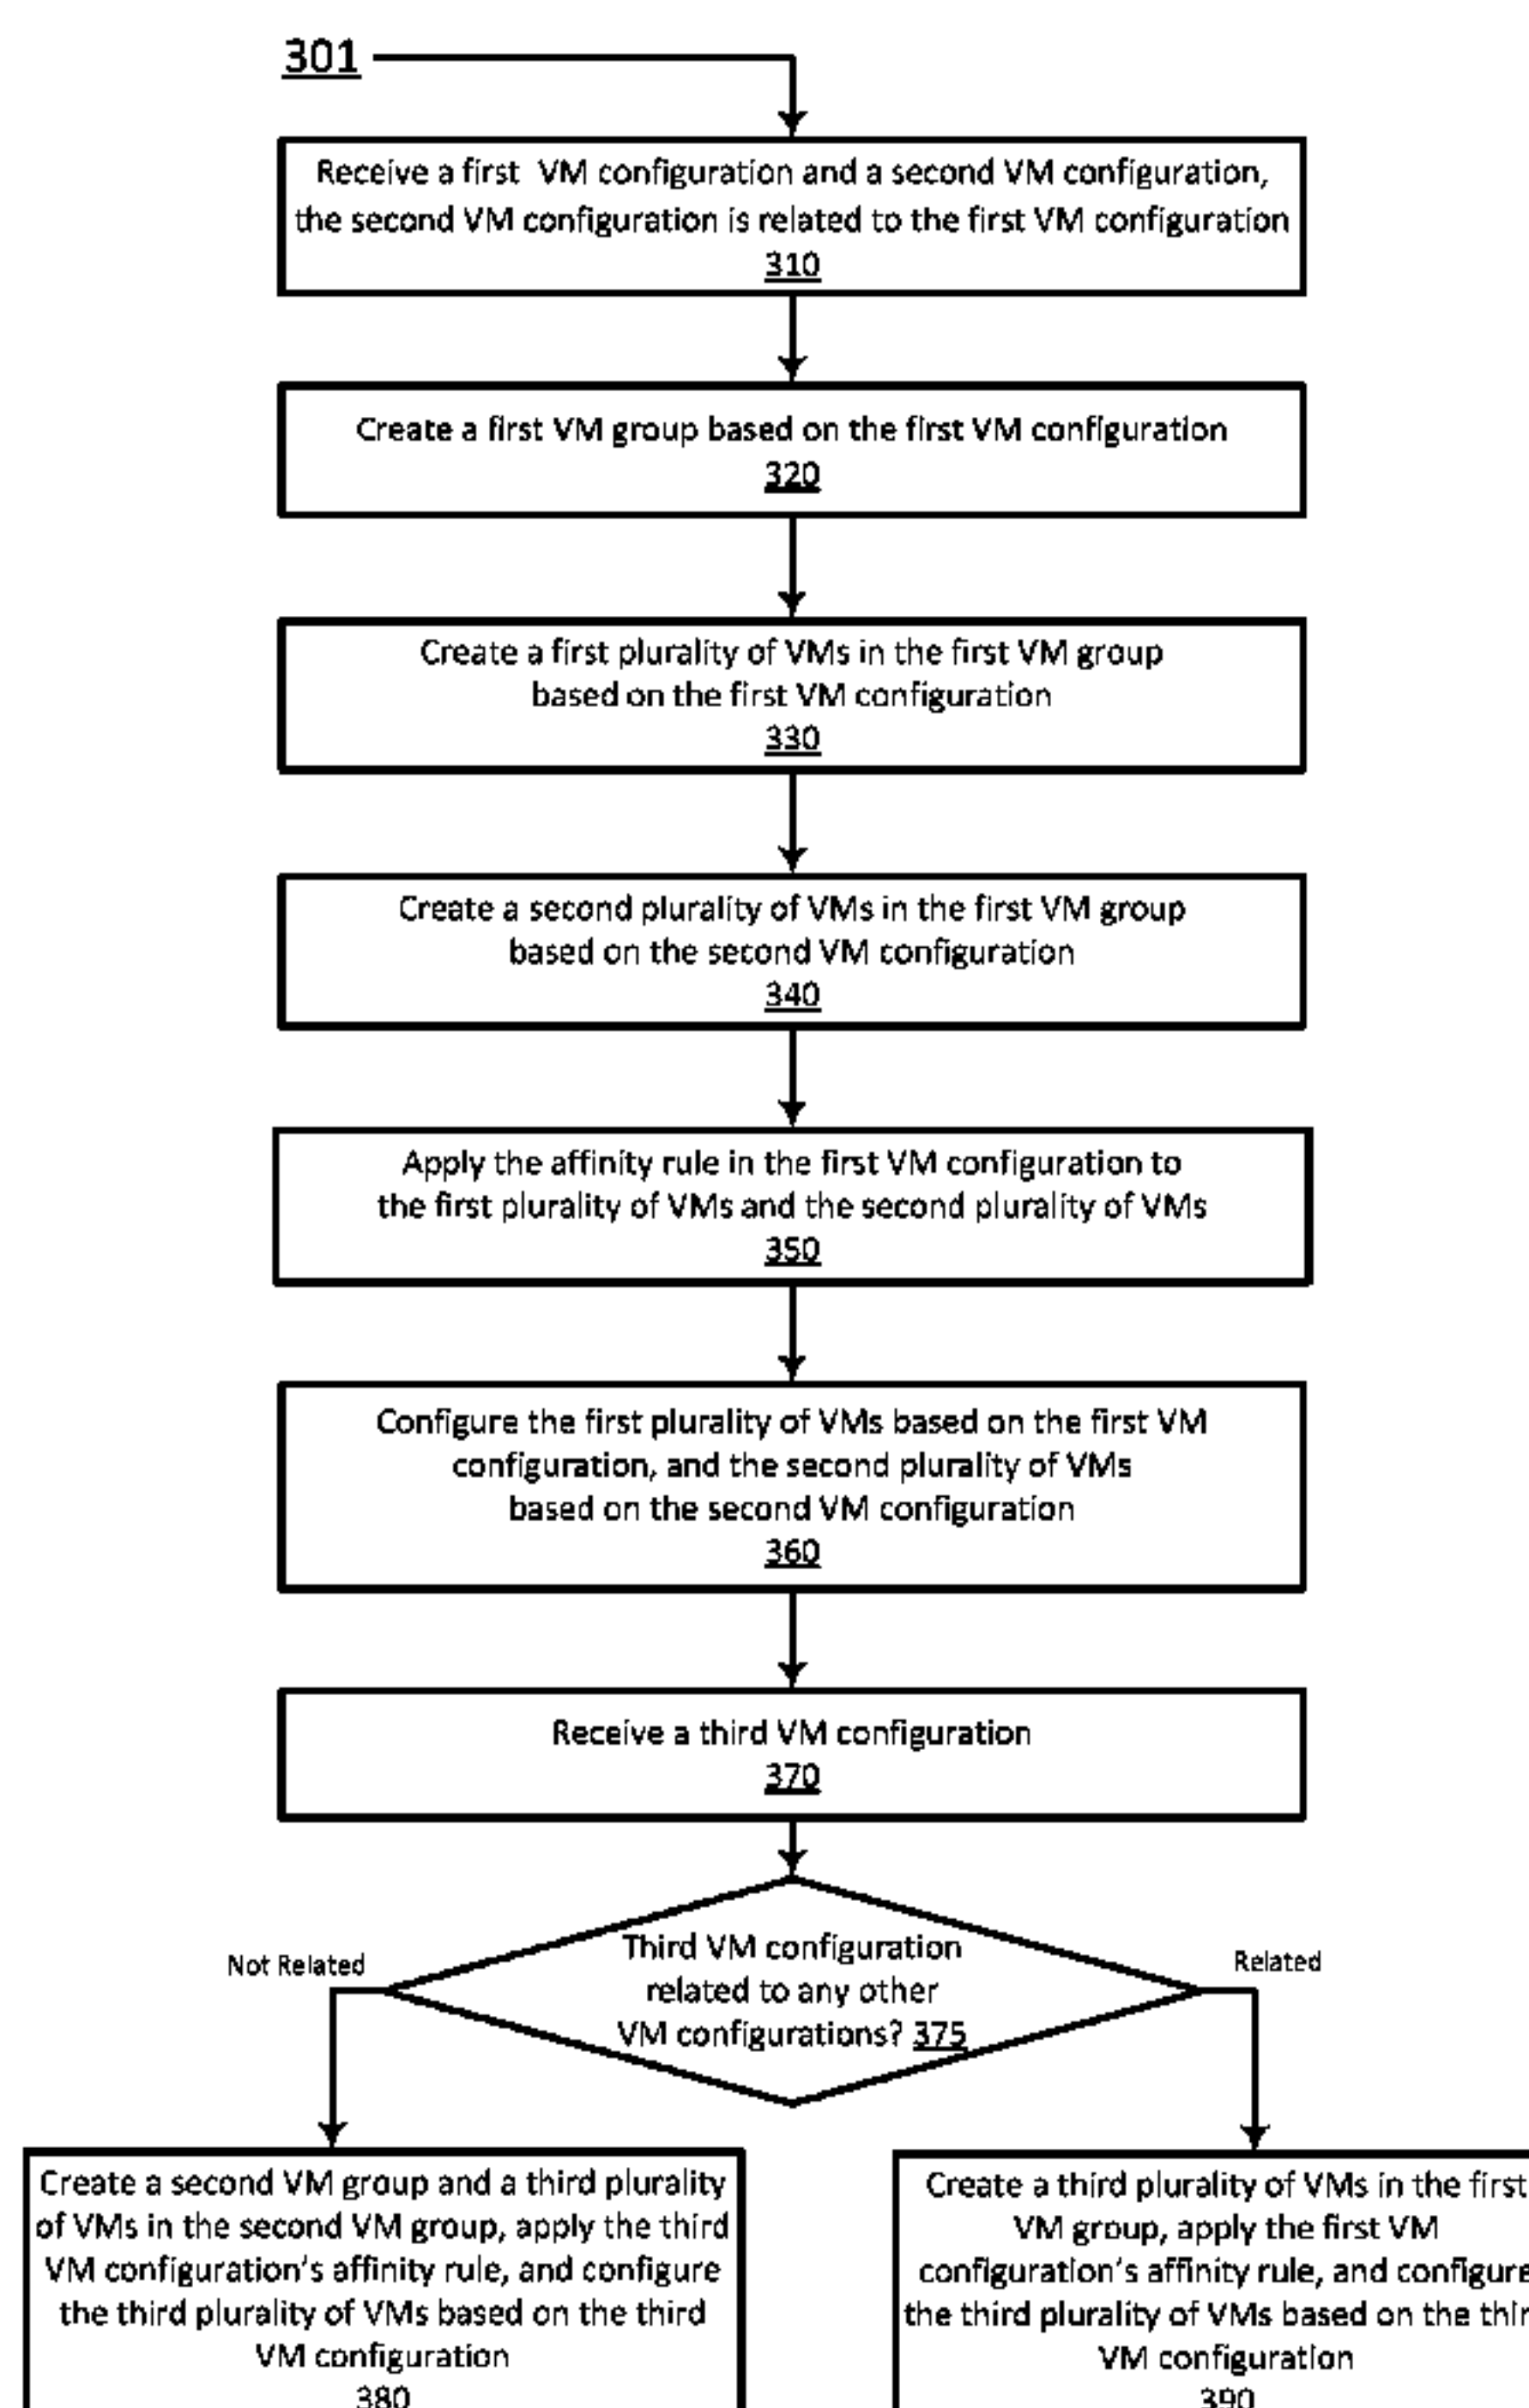 301
Receive a first VM configuration and a second VM configuration,
the second VM configuration is related to the first VM configuration
310
Create a first VM group based on the first VM configuration
320
Create a first plurality of VMs in the first VM group
based on the first VM configuration
330
Create a second plurality of VMs in the first VM group
based on the second VM configuration
340
Apply the affinity rule in the first VM configuration to
the first plurality of VMs and the second plurality of VMs
350
Configure the first plurality of VMs based on the first VM
configuration, and the second plurality of VMs
based on the second VM configuration
360
Receive a third VM configuration
370
Third VM configuration
related to any other
VM configurations? 375
Not Related
Related
Create a second VM group and a third plurality
of VMs in the second VM group, apply the third
VM configuration's affinity rule, and configure
the third plurality of VMs based on the third
VM configuration
380
Create a third plurality of VMs in the first
VM group, apply the first VM
configuration's affinity rule, and configure
the third plurality of VMs based on the
VM configuration
390